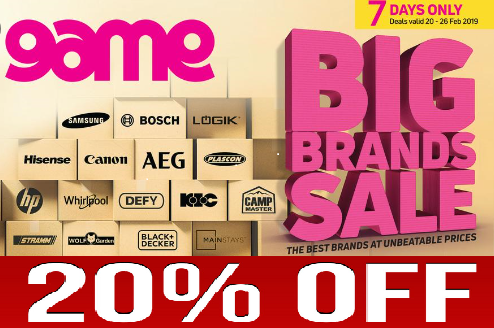 game
7 DAYS ONLY
Deals valid 20 - 26 Feb 2019
BIG
BRANDS
SALE
THE BEST BRANDS AT UNBEATABLE PRICES
SAMSUNG
BOSCH
LOGIK
Hisense
Canon
AEG
PLASCON
hp
Whirlpool
DEFY
KIC
CAMP
MASTER
STRAMM
WOLF Garden
BLACK+
DECKER
MAINSTAYS
20% OFF